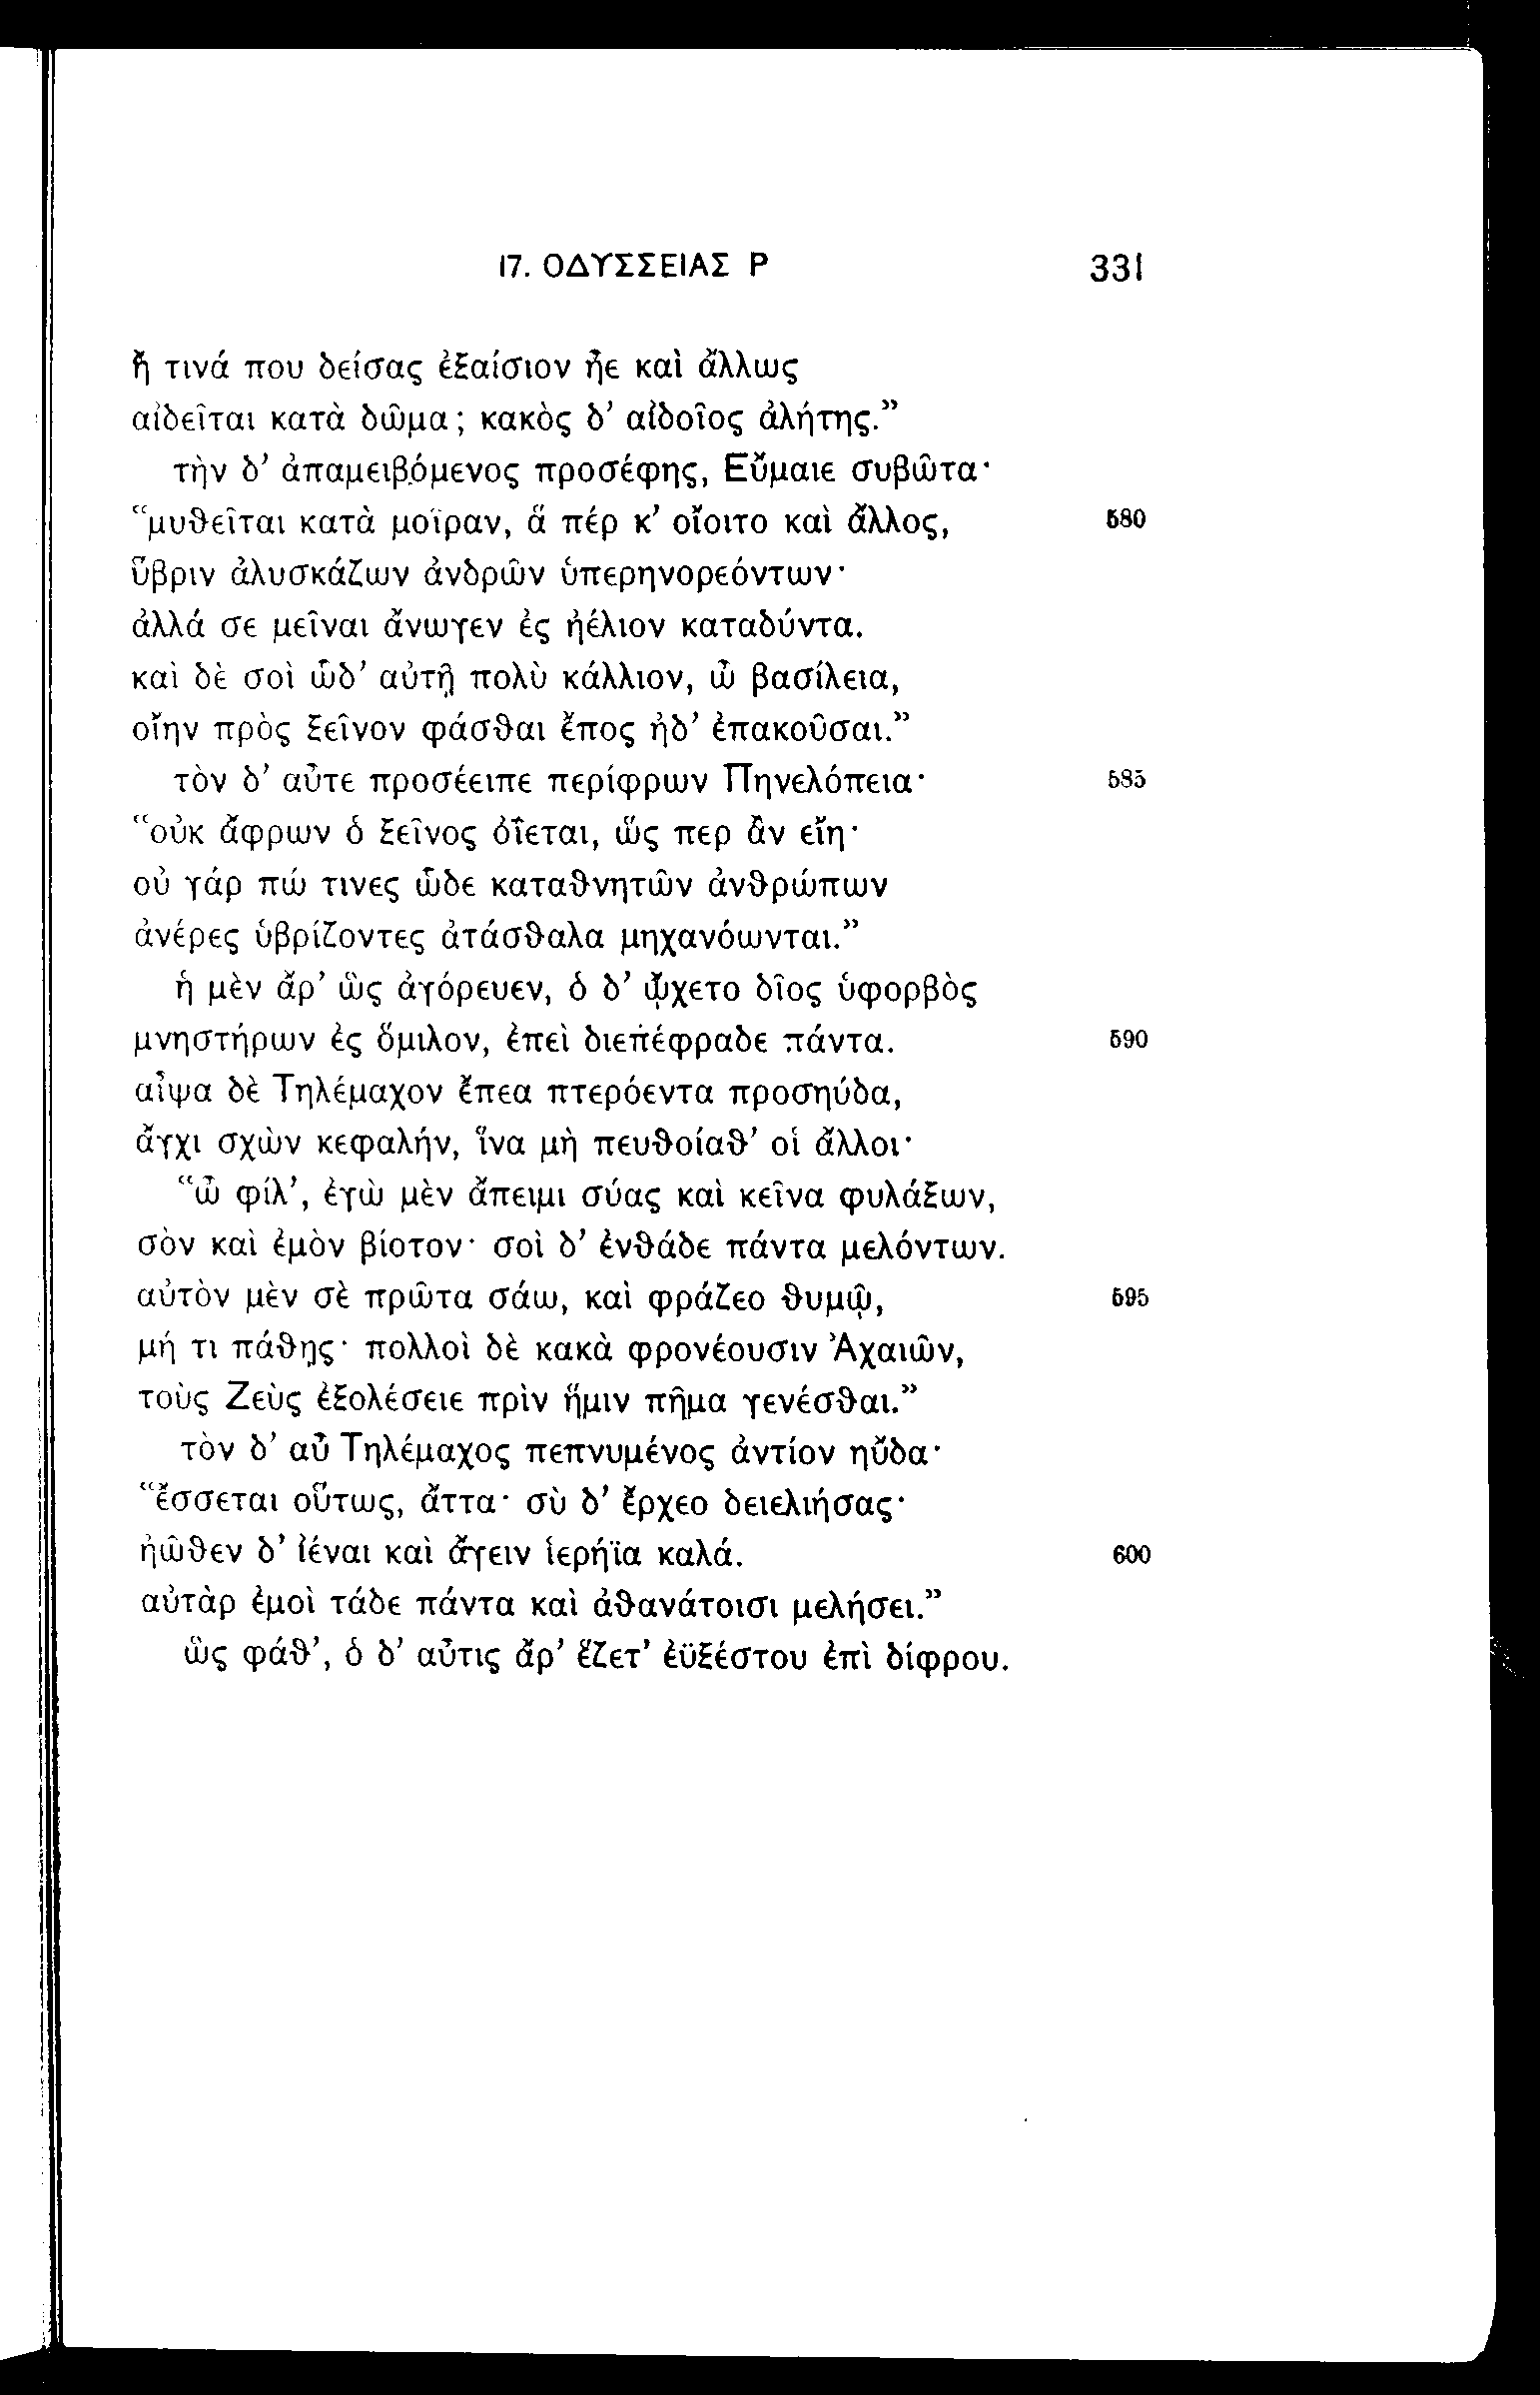 17. ΟΔΥΣΣΕΙΑΣ Ρ 331
ἤ τινά που δείσας ἐξαίσιον ἦε καὶ ἄλλως
αἰδεῖται κατὰ δῶμα; κακὸς δ’ αἰδοῖος ἀλήτης.”
τὴν δ’ ἀπαμειβόμενος προσέφης, Εὔμαιε συβῶτα·
“μυθεῖται κατὰ μοῖραν, ἅ πέρ κ’ οἴοιτο καὶ ἄλλος, 580
ὕβριν ἀλυσκάζων ἀνδρῶν ὑπερηνορεόντων·
ἀλλά σε μεῖναι ἄνωγεν ἐς ἠέλιον καταδύντα.
καὶ δὲ σοὶ ὧδ’ αὐτῇ πολὺ κάλλιον, ὦ βασίλεια,
οἴην πρὸς ξεῖνον φάσθαι ἔπος ἠδ’ ἐπακοῦσαι.”
τὸν δ’ αὖτε προσέειπε περίφρων Πηνελόπεια· 585
“οὐκ ἄφρων ὁ ξεῖνος ὀΐεται, ὥς περ ἂν εἴη·
οὐ γάρ πώ τινες ὧδε καταθνητῶν ἀνθρώπων
ἀνέρες ὑβρίζοντες ἀτάσθαλα μηχανόωνται.”
ἡ μὲν ἄρ’ ὣς ἀγόρευεν, ὁ δ’ ᾤχετο δῖος ὑφορβὸς
μνηστήρων ἐς ὅμιλον, ἐπεὶ διεπέφραδε πάντα. 590
αἶψα δὲ Τηλέμαχον ἔπεα πτερόεντα προσηύδα,
ἄγχι σχὼν κεφαλήν, ἵνα μὴ πευθοίαθ’ οἱ ἄλλοι·
“ὦ φίλ’, ἐγὼ μὲν ἄπειμι σύας καὶ κεῖνα φυλάξων,
σὸν καὶ ἐμὸν βίοτον· σοὶ δ’ ἐνθάδε πάντα μελόντων.
αὐτὸν μὲν σὲ πρῶτα σάω, καὶ φράζεο θυμῷ, 595
μή τι πάθῃς· πολλοὶ δὲ κακὰ φρονέουσιν Ἀχαιῶν,
τοὺς Ζεὺς ἐξολέσειε πρὶν ἥμιν πῆμα γενέσθαι.”
τὸν δ’ αὖ Τηλέμαχος πεπνυμένος ἀντίον ηὔδα·
“ἔσσεται οὕτως, ἄττα· σὺ δ’ ἔρχεο δειελιήσας·
ἠῶθεν δ’ ἰέναι καὶ ἄγειν ἱερήϊα καλά. 600
αὐτὰρ ἐμοὶ τάδε πάντα καὶ ἀθανάτοισι μελήσει.”
ὣς φάθ’, ὁ δ’ αὖτις ἄρ’ ἕζετ’ ἐϋξέστου ἐπὶ δίφρου.